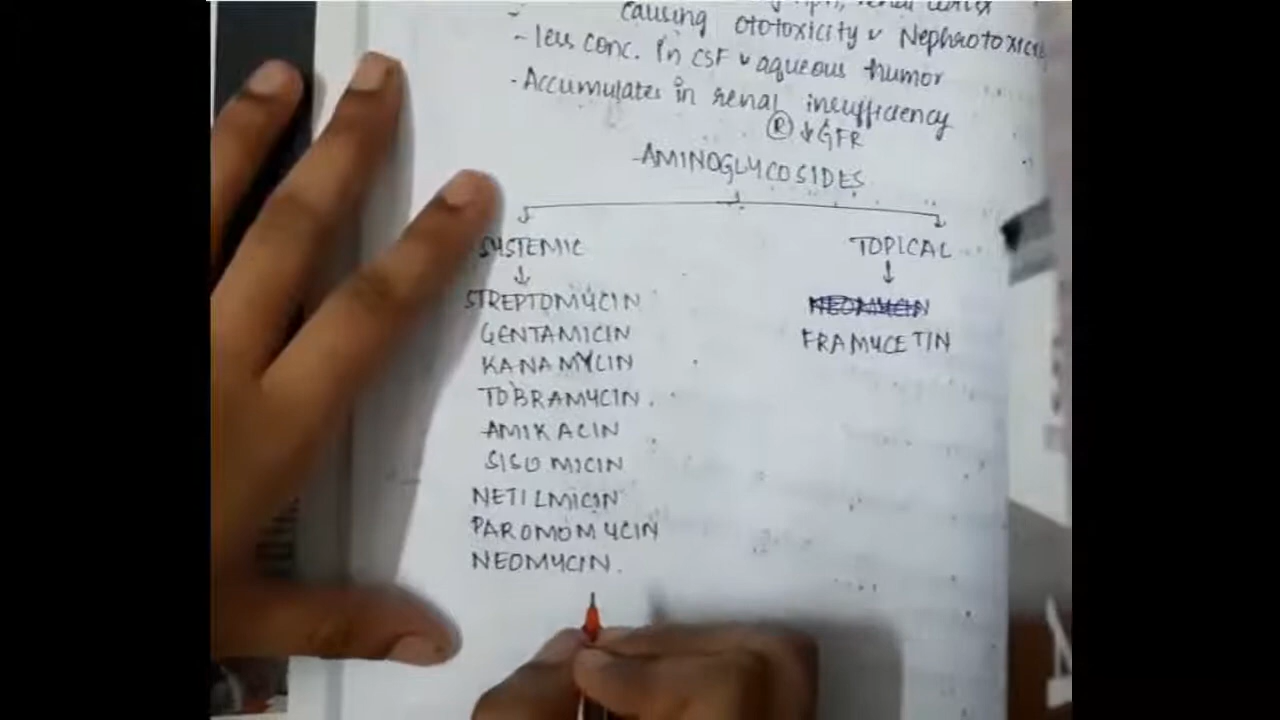 causing ototoxicity v Nephrotoxici
- less conc. in CSF v aqueous humor
- Accumulates in renal insufficiency
R ↓ GFR
AMINOGLYCOSIDES
SYSTEMIC TOPICAL
STREPTOMYCIN NEOMYCIN
GENTAMICIN FRAMYCETIN
KANAMYCIN
TOBRAMYCIN.
AMIKACIN
SISOMICIN
NETILMICIN
PAROMOMYCIN
NEOMYCIN.